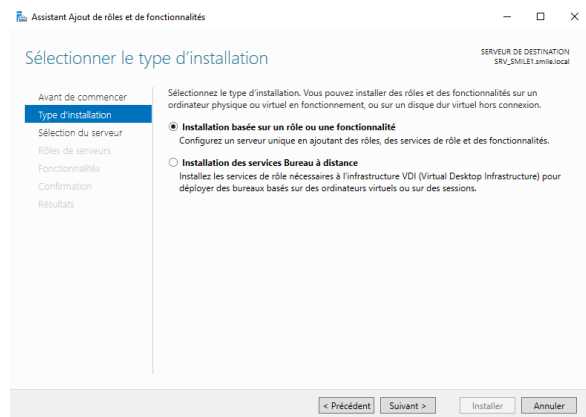 Assistant Ajout de rôles et de fonctionnalités
Sélectionner le type d'installation
SERVEUR DE DESTINATION
SRV_SMILE1.smile.local
Avant de commencer
Type d'installation
Sélection du serveur
Rôles de serveurs
Fonctionnalités
Confirmation
Résultats
Sélectionnez le type d'installation. Vous pouvez installer des rôles et des fonctionnalités sur un
ordinateur physique ou virtuel en fonctionnement, ou sur un disque dur virtuel hors connexion.
Installation basée sur un rôle ou une fonctionnalité
Configurez un serveur unique en ajoutant des rôles, des services de rôle et des fonctionnalités.
Installation des services Bureau à distance
Installez les services de rôle nécessaires à l'infrastructure VDI (Virtual Desktop Infrastructure) pour
déployer des bureaux basés sur des ordinateurs virtuels ou sur des sessions.
< Précédent
Suivant >
Installer
Annuler